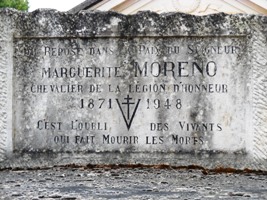 ICI REPOSE DANS LA PAIX DU SEIGNEUR
MARGUERITE MORENO
CHEVALIER DE LA LÉGION D'HONNEUR
1871 1948
C'EST L'OUBLI DES VIVANTS
QUI FAIT MOURIR LES MORTS